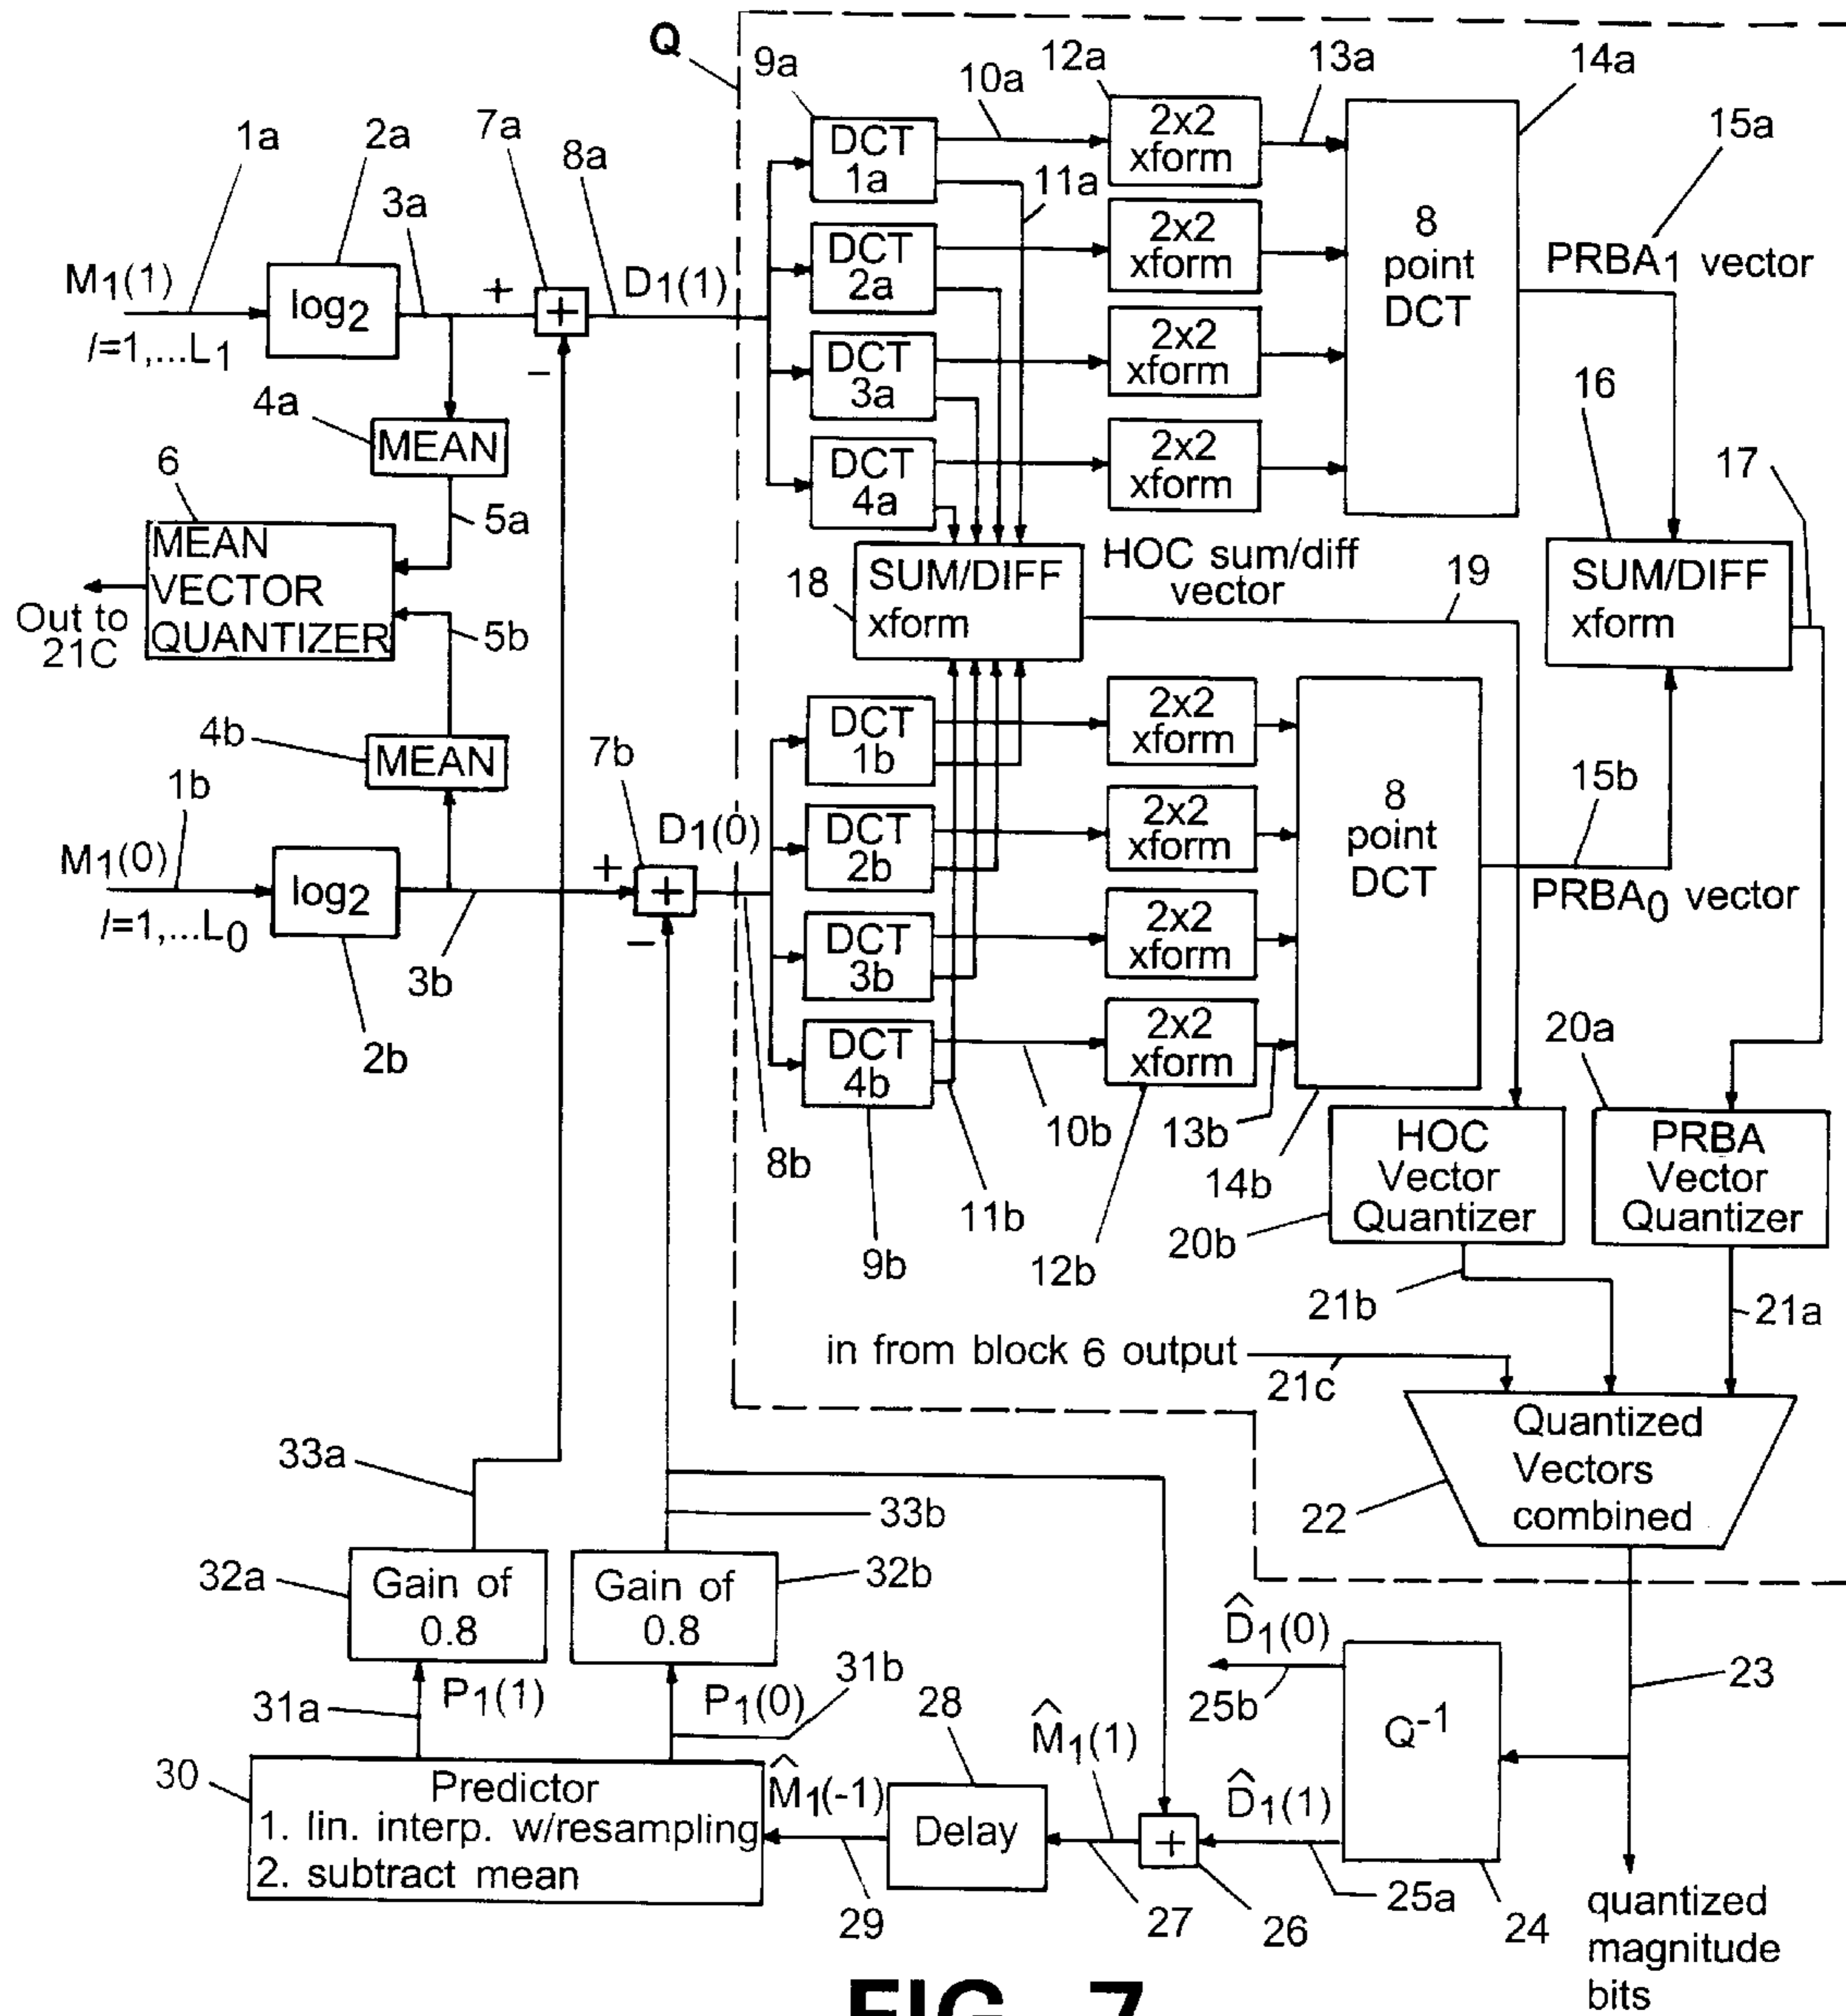 Q
9a
10a
12a
13a
14a
1a
2a
7a
8a
3a
15a
DCT
1a
2x2
xform
11a
DCT
2a
2x2
xform
8
point
DCT
PRBA₁ vector
M₁(1)
l=1,...L₁
log₂
+
+
−
D₁(1)
DCT
3a
2x2
xform
16
4a
MEAN
DCT
4a
2x2
xform
17
6
5a
MEAN
VECTOR
QUANTIZER
Out to
21C
5b
18
SUM/DIFF
xform
HOC sum/diff
vector
19
SUM/DIFF
xform
4b
MEAN
7b
DCT
1b
2x2
xform
1b
M₁(0)
l=1,...L₀
log₂
+
+
−
D₁(0)
DCT
2b
2x2
xform
8
point
DCT
15b
PRBA₀ vector
3b
2b
DCT
3b
2x2
xform
DCT
4b
2x2
xform
20a
8b
9b
11b
10b
12b
13b
14b
20b
HOC
Vector
Quantizer
PRBA
Vector
Quantizer
21b
21a
in from block 6 output
21c
33a
33b
Quantized
Vectors
combined
22
32a
Gain of
0.8
Gain of
0.8
32b
31a
P₁(1)
P₁(0)
31b
28
M̂₁(1)
D̂₁(0)
25b
Q⁻¹
23
30
Predictor
1. lin. interp. w/resampling
2. subtract mean
M̂₁(-1)
Delay
+
D̂₁(1)
29
27
26
25a
24
quantized
magnitude
bits
FIG. 7